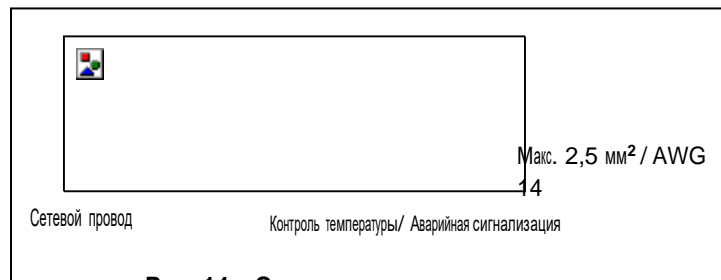 Макс. 2,5 мм² / AWG
14
Сетевой провод
Контроль температуры/ Аварийная сигнализация